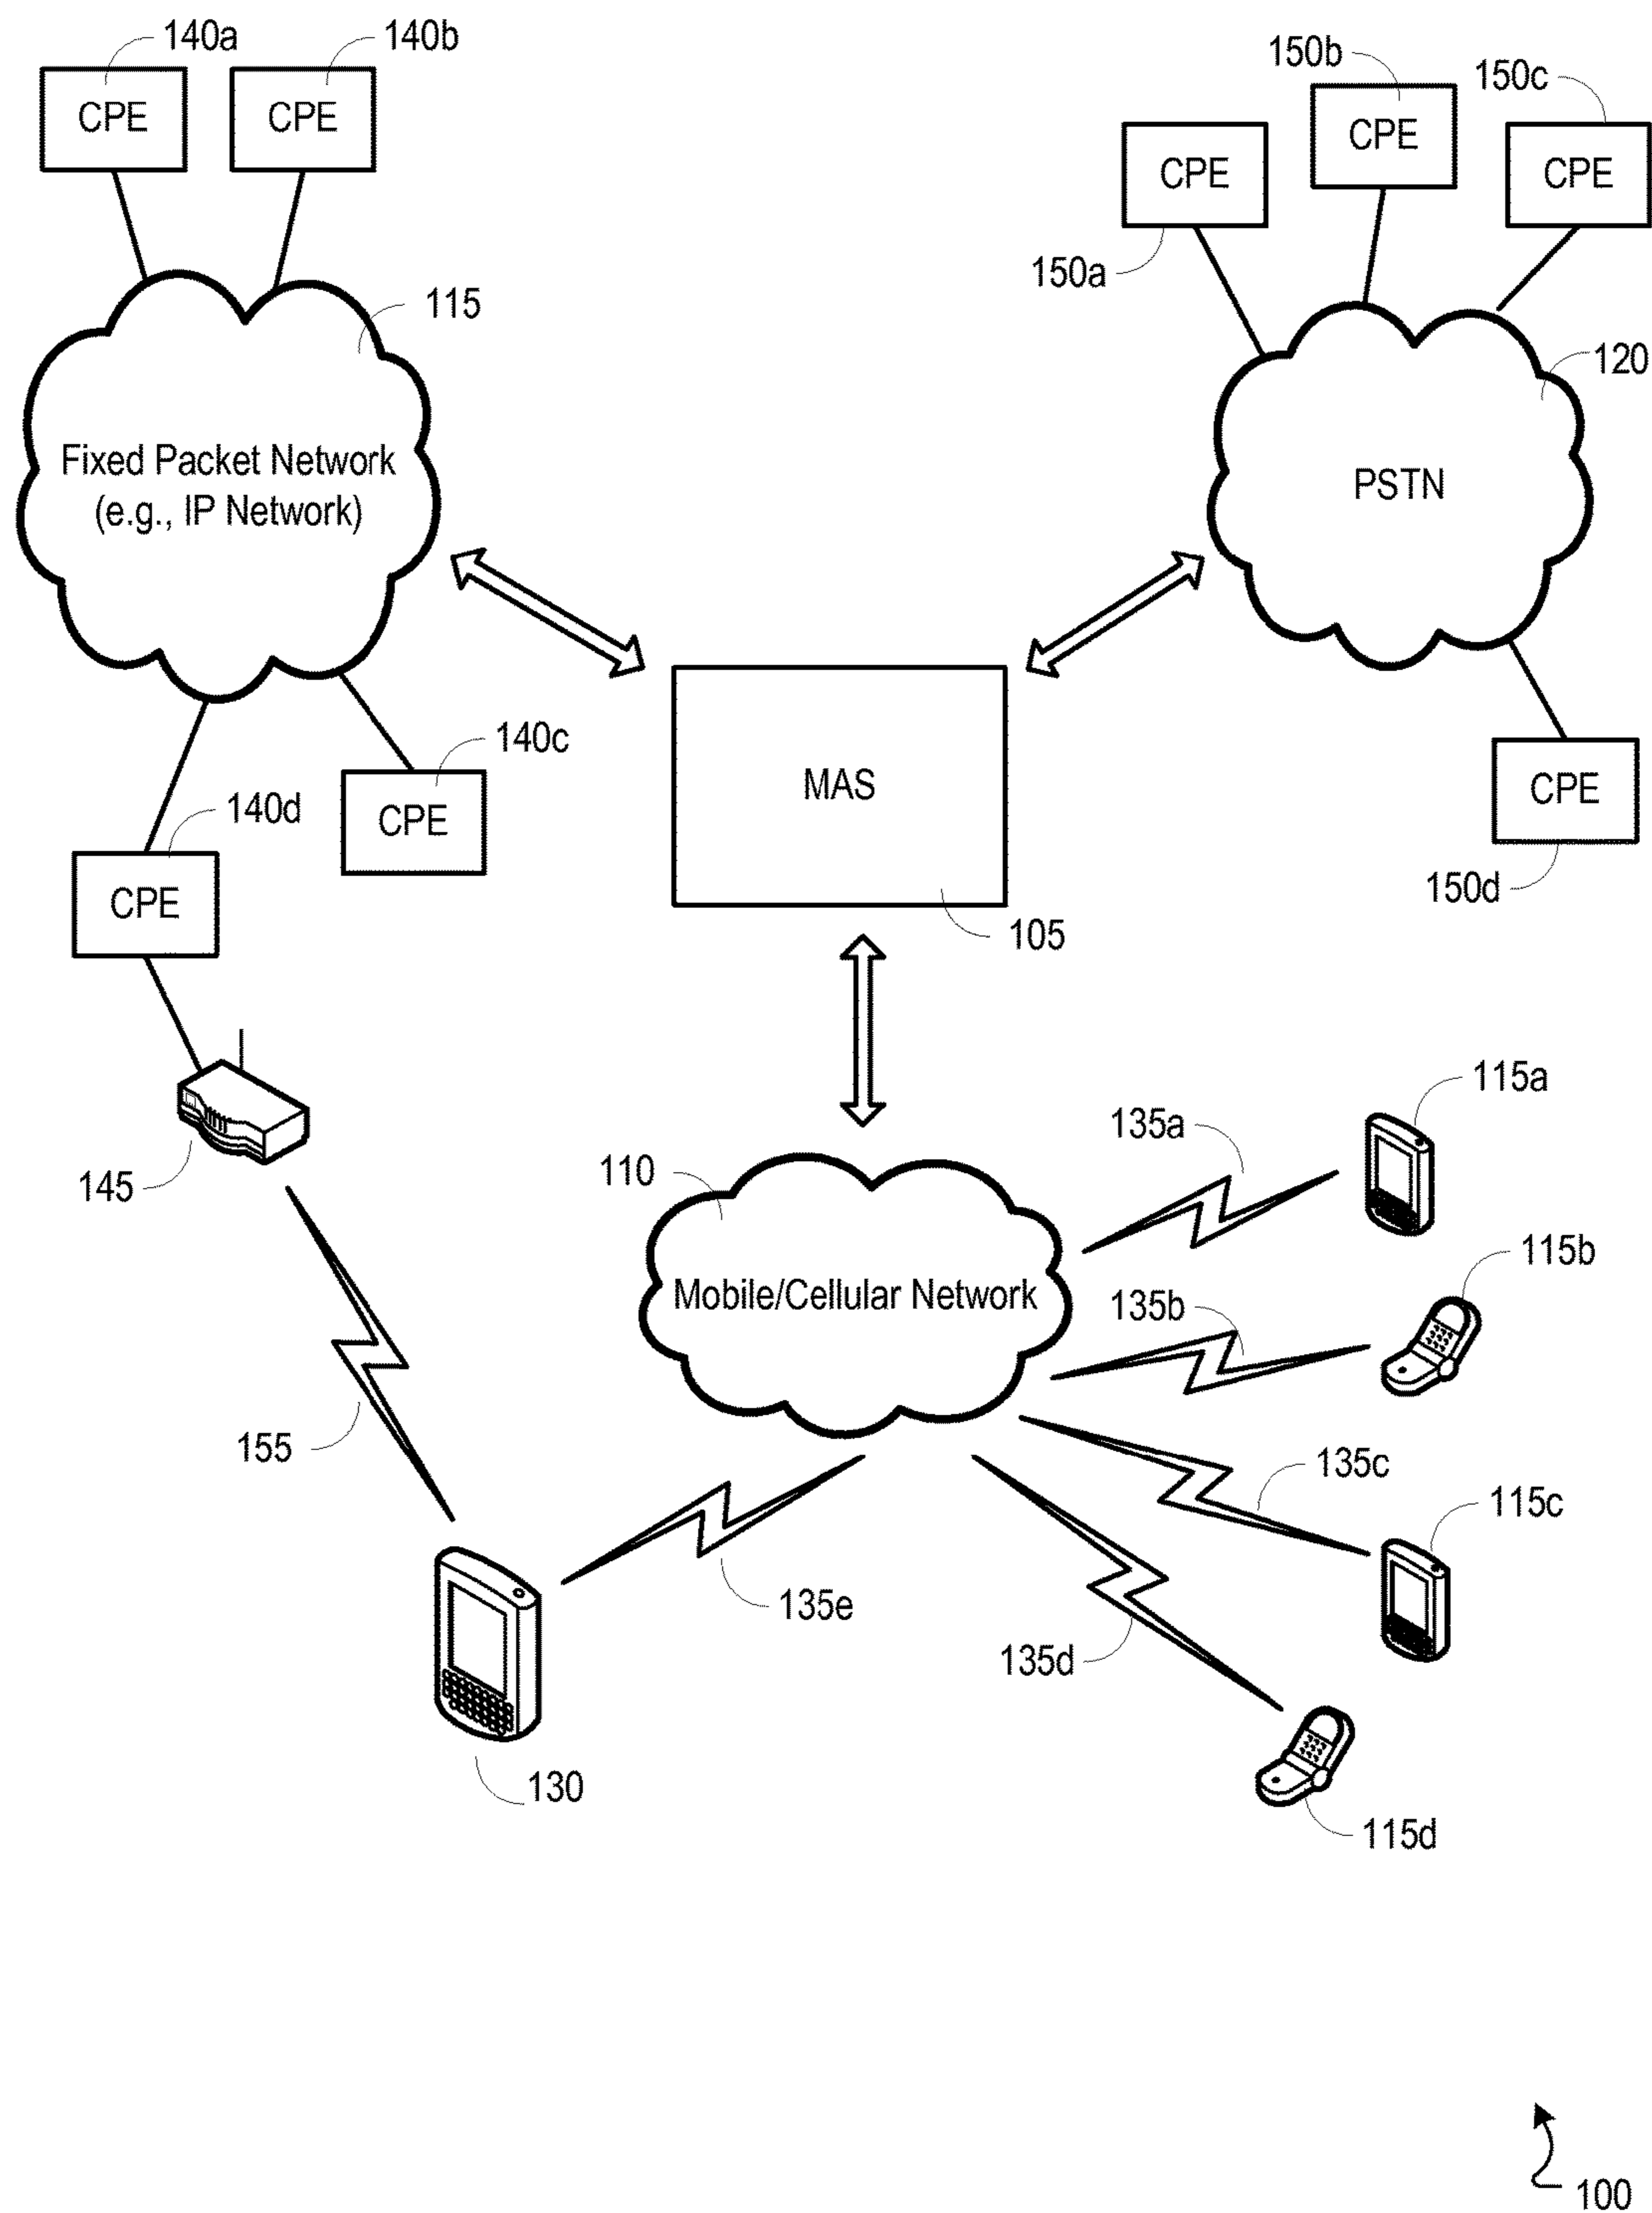 140a
140b
150b
150c
CPE
CPE
CPE
CPE
CPE
150a
115
120
Fixed Packet Network
(e.g., IP Network)
PSTN
140c
MAS
CPE
140d
CPE
CPE
150d
105
115a
135a
110
145
115b
Mobile/Cellular Network
135b
155
135c
115c
135e
135d
130
115d
100